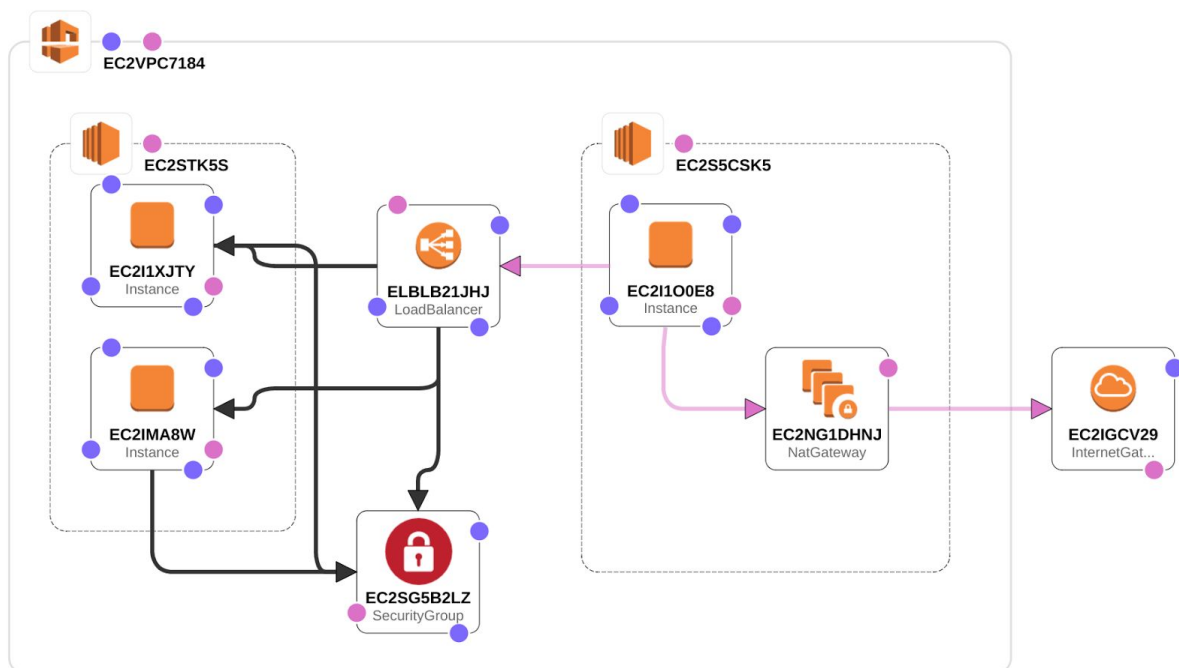 EC2VPC7184
EC2STK5S
EC2S5CSK5
EC2I1XJTY
Instance
ELBLB21JHJ
LoadBalancer
EC2I1O0E8
Instance
EC2IMA8W
Instance
EC2NG1DHNJ
NatGateway
EC2IGCV29
InternetGat...
EC2SG5B2LZ
SecurityGroup